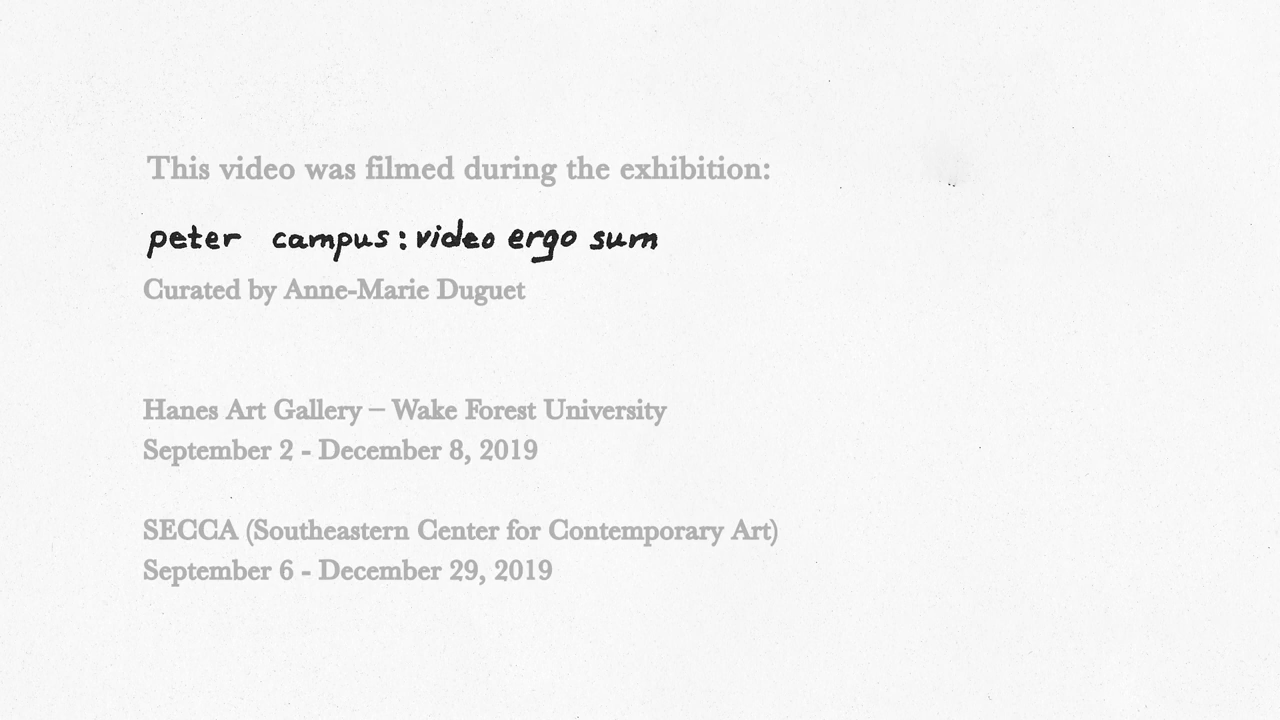 This video was filmed during the exhibition:
peter campus: video ergo sum
Curated by Anne-Marie Duguet
Hanes Art Gallery – Wake Forest University
September 2 - December 8, 2019
SECCA (Southeastern Center for Contemporary Art)
September 6 - December 29, 2019